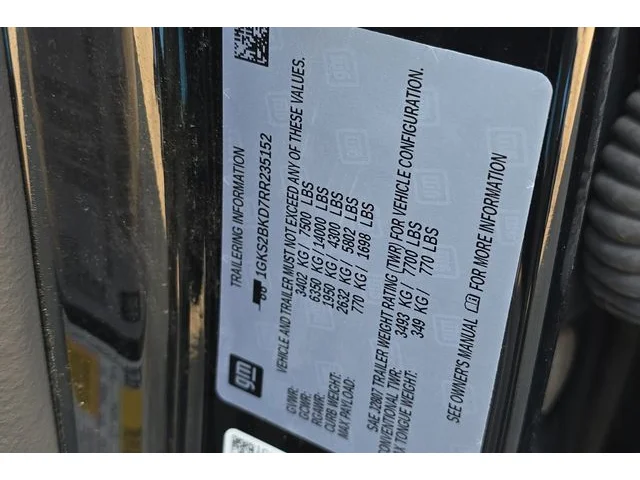 TRAILERING INFORMATION
1GKS2BKD7RR235152
gm
VEHICLE AND TRAILER MUST NOT EXCEED ANY OF THESE VALUES.
GVWR: 3402 KG / 7500 LBS
GCWR: 6350 KG / 14000 LBS
RGAWR: 1950 KG / 4300 LBS
CURB WEIGHT: 2632 KG / 5802 LBS
MAX PAYLOAD: 770 KG / 1698 LBS
SAE J2807 TRAILER WEIGHT RATING (TWR) FOR VEHICLE CONFIGURATION.
CONVENTIONAL TWR: 3493 KG / 7700 LBS
MAX TONGUE WEIGHT: 349 KG / 770 LBS
SEE OWNER'S MANUAL FOR MORE INFORMATION